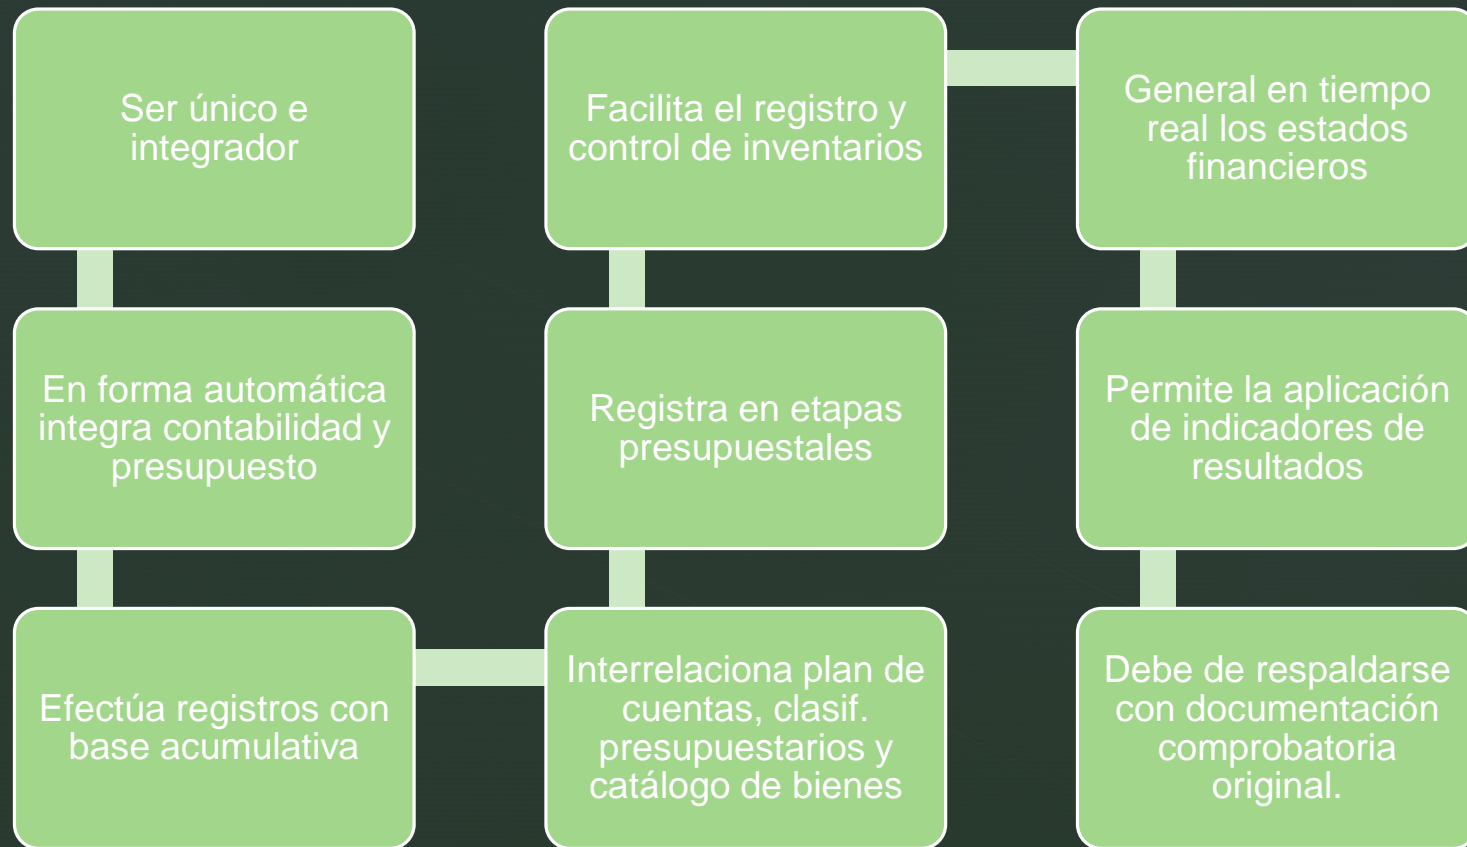 Ser único e
integrador
En forma automática
integra contabilidad y
presupuesto
Efectúa registros con
base acumulativa
Interrelaciona plan de
cuentas, clasif.
presupuestarios y
catálogo de bienes
Registra en etapas
presupuestales
Facilita el registro y
control de inventarios
General en tiempo
real los estados
financieros
Permite la aplicación
de indicadores de
resultados
Debe de respaldarse
con documentación
comprobatoria
original.